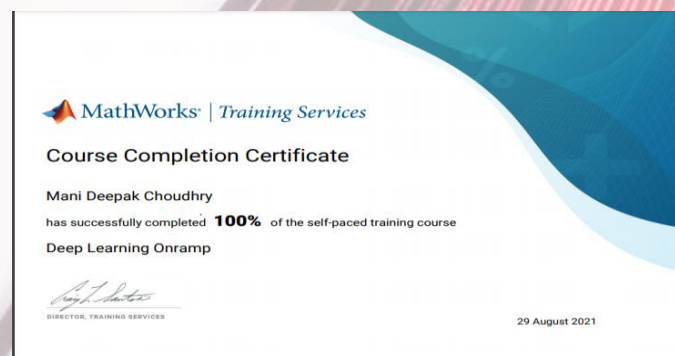 MathWorks® | Training Services
Course Completion Certificate
Mani Deepak Choudhry
has successfully completed 100% of the self-paced training course
Deep Learning Onramp
DIRECTOR, TRAINING SERVICES
29 August 2021